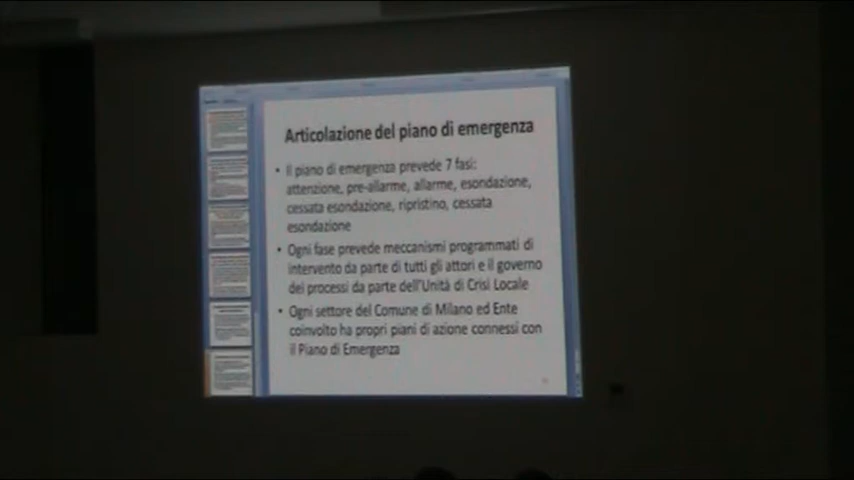 Articolazione del piano di emergenza
• Il piano di emergenza prevede 7 fasi:
attenzione, pre-allarme, allarme, esondazione,
cessata esondazione, ripristino, cessata
esondazione
• Ogni fase prevede meccanismi programmati di
intervento da parte di tutti gli attori e il governo
dei processi da parte dell'Unità di Crisi Locale
• Ogni settore del Comune di Milano ed Ente
coinvolto ha propri piani di azione connessi con
il Piano di Emergenza